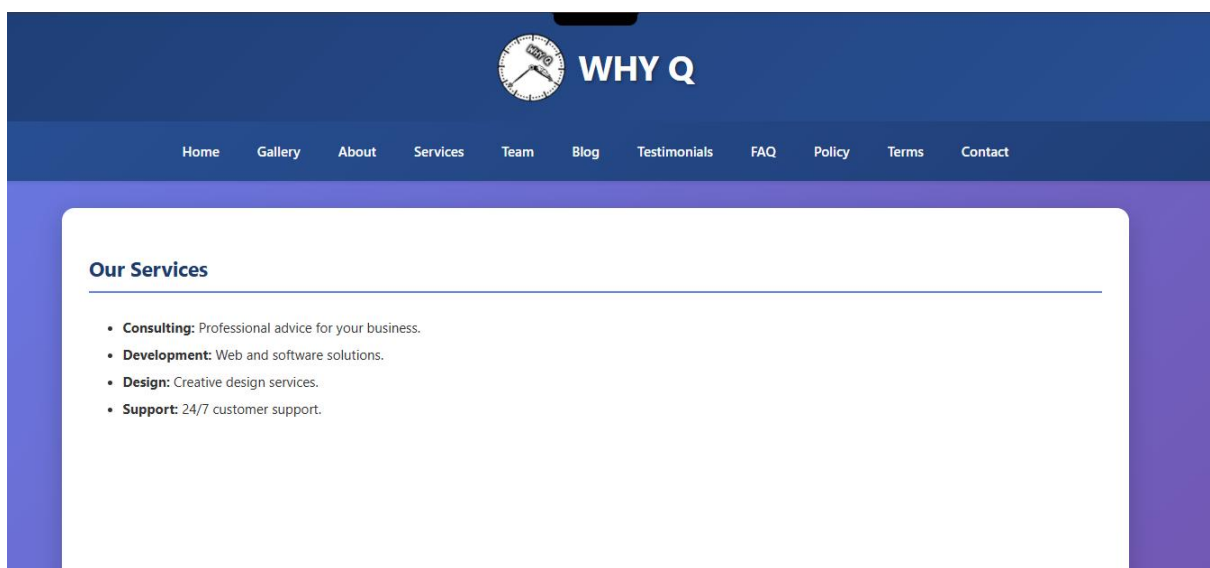 WHY Q
WHY Q
Home Gallery About Services Team Blog Testimonials FAQ Policy Terms Contact
Our Services
• Consulting: Professional advice for your business.
• Development: Web and software solutions.
• Design: Creative design services.
• Support: 24/7 customer support.